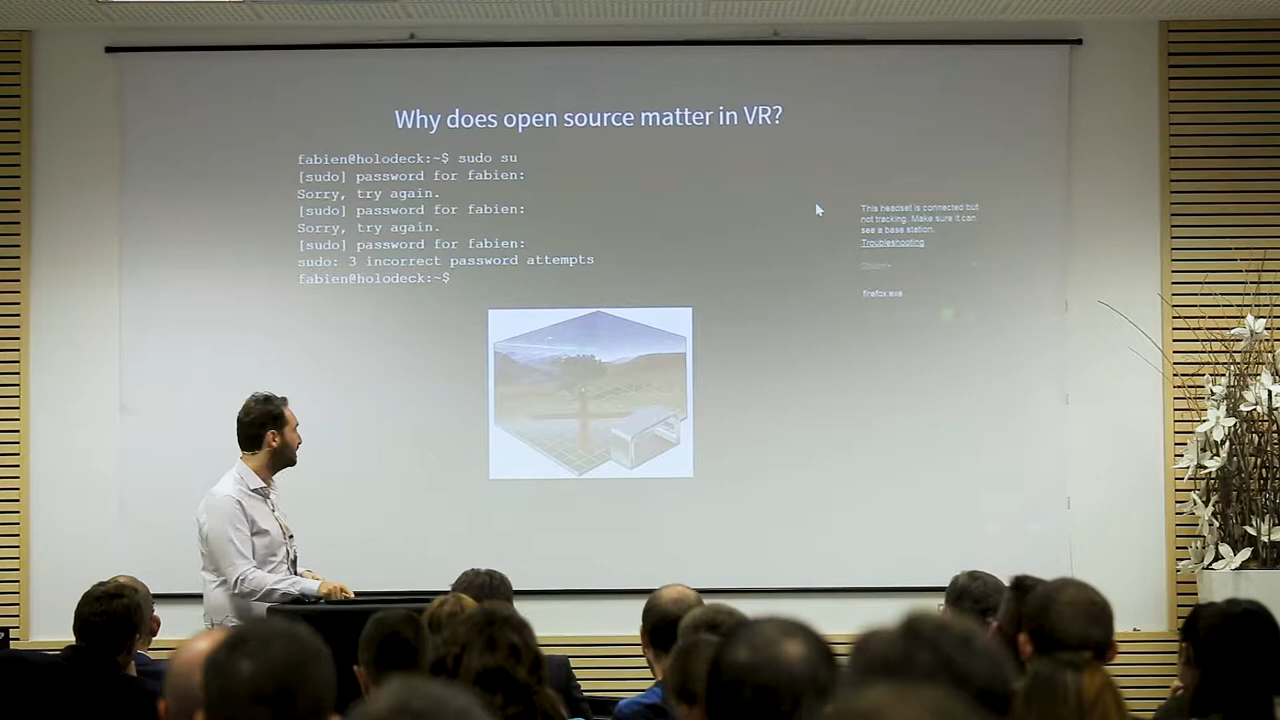 Why does open source matter in VR?
fabien@holodeck:~$ sudo su
[sudo] password for fabien:
Sorry, try again.
[sudo] password for fabien:
Sorry, try again.
[sudo] password for fabien:
sudo: 3 incorrect password attempts
fabien@holodeck:~$
This headset is connected but
not tracking. Make sure it can
see a base station.
Troubleshooting
firefox.exe